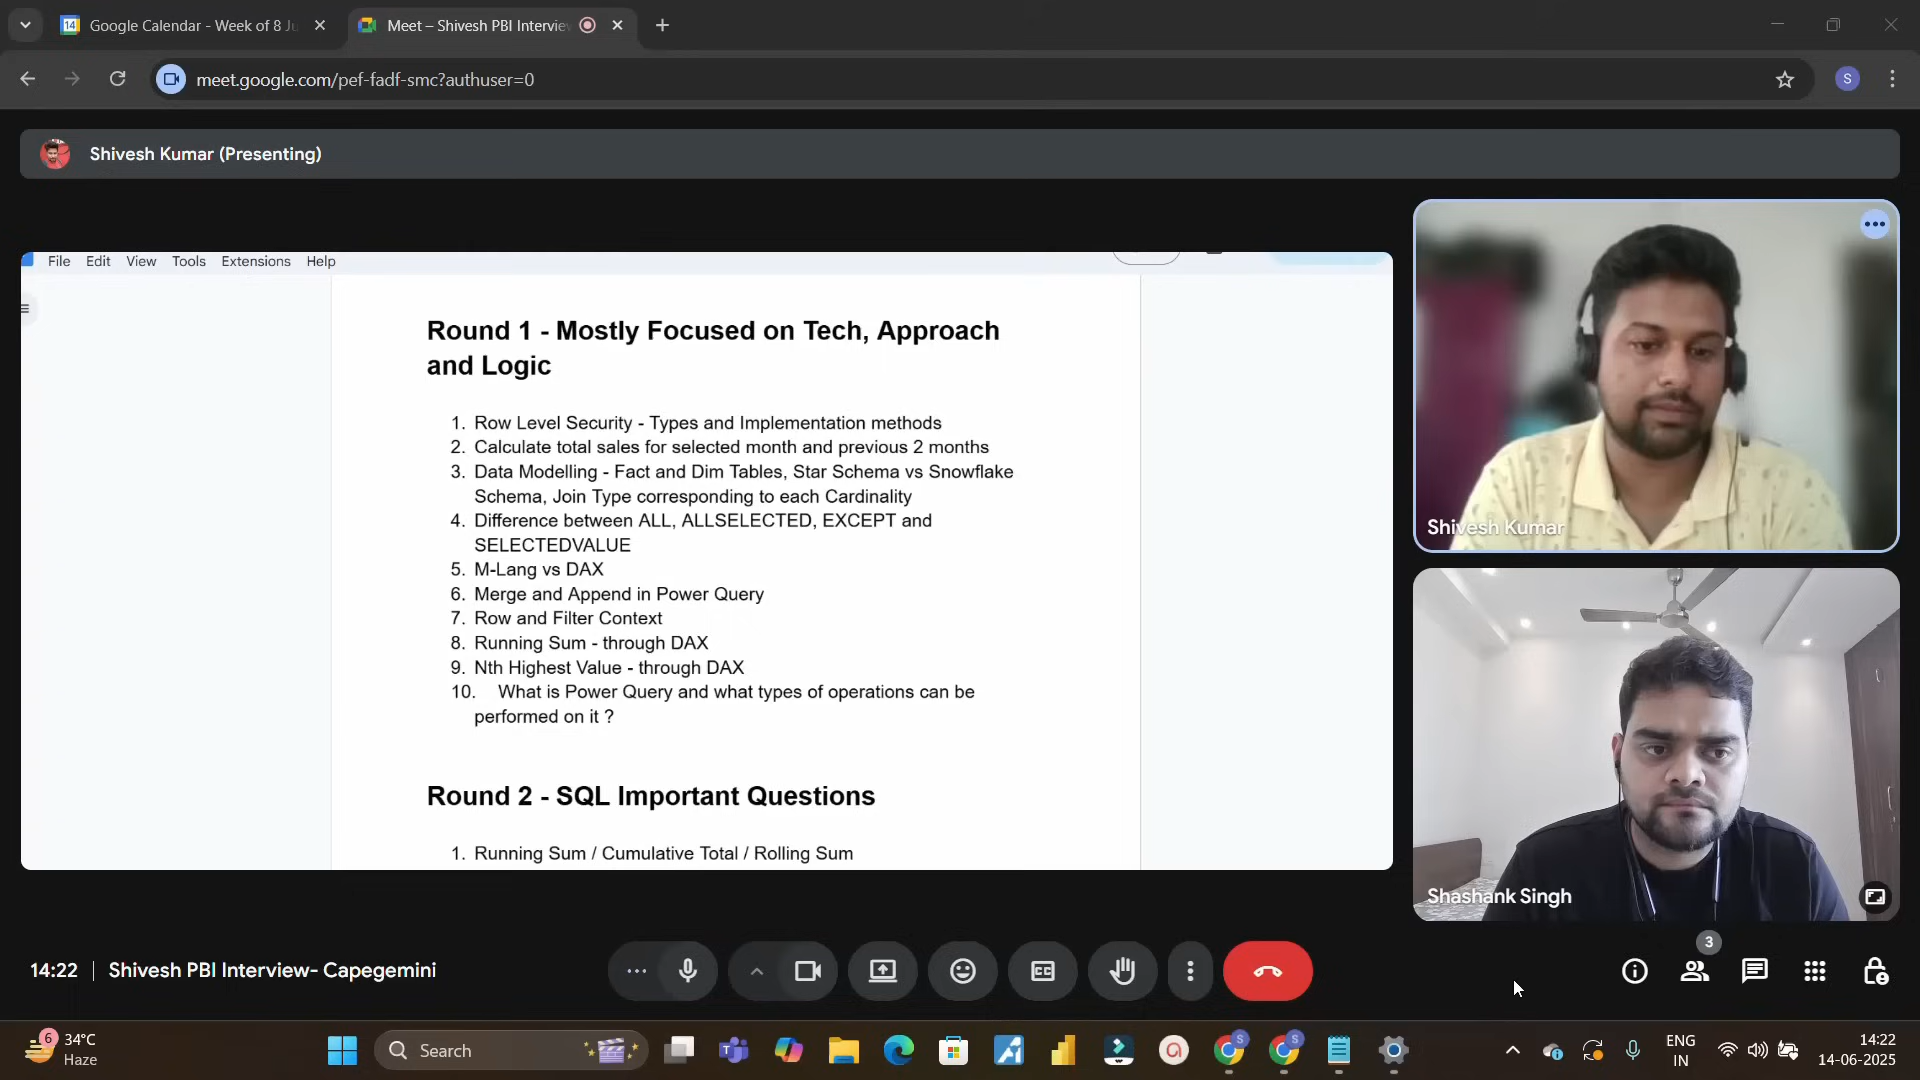 Google Calendar - Week of 8 Ju
Meet – Shivesh PBI Intervie
meet.google.com/pef-fadf-smc?authuser=0
S
Shivesh Kumar (Presenting)
File Edit View Tools Extensions Help
Round 1 - Mostly Focused on Tech, Approach
and Logic
1. Row Level Security - Types and Implementation methods
2. Calculate total sales for selected month and previous 2 months
3. Data Modelling - Fact and Dim Tables, Star Schema vs Snowflake
Schema, Join Type corresponding to each Cardinality
4. Difference between ALL, ALLSELECTED, EXCEPT and
SELECTEDVALUE
5. M-Lang vs DAX
6. Merge and Append in Power Query
7. Row and Filter Context
8. Running Sum - through DAX
9. Nth Highest Value - through DAX
10. What is Power Query and what types of operations can be
performed on it ?
Round 2 - SQL Important Questions
1. Running Sum / Cumulative Total / Rolling Sum
Shivesh Kumar
Shashank Singh
14:22 | Shivesh PBI Interview- Capegemini
CC
3
6
34°C
Haze
Search
ENG
IN
14:22
14-06-2025